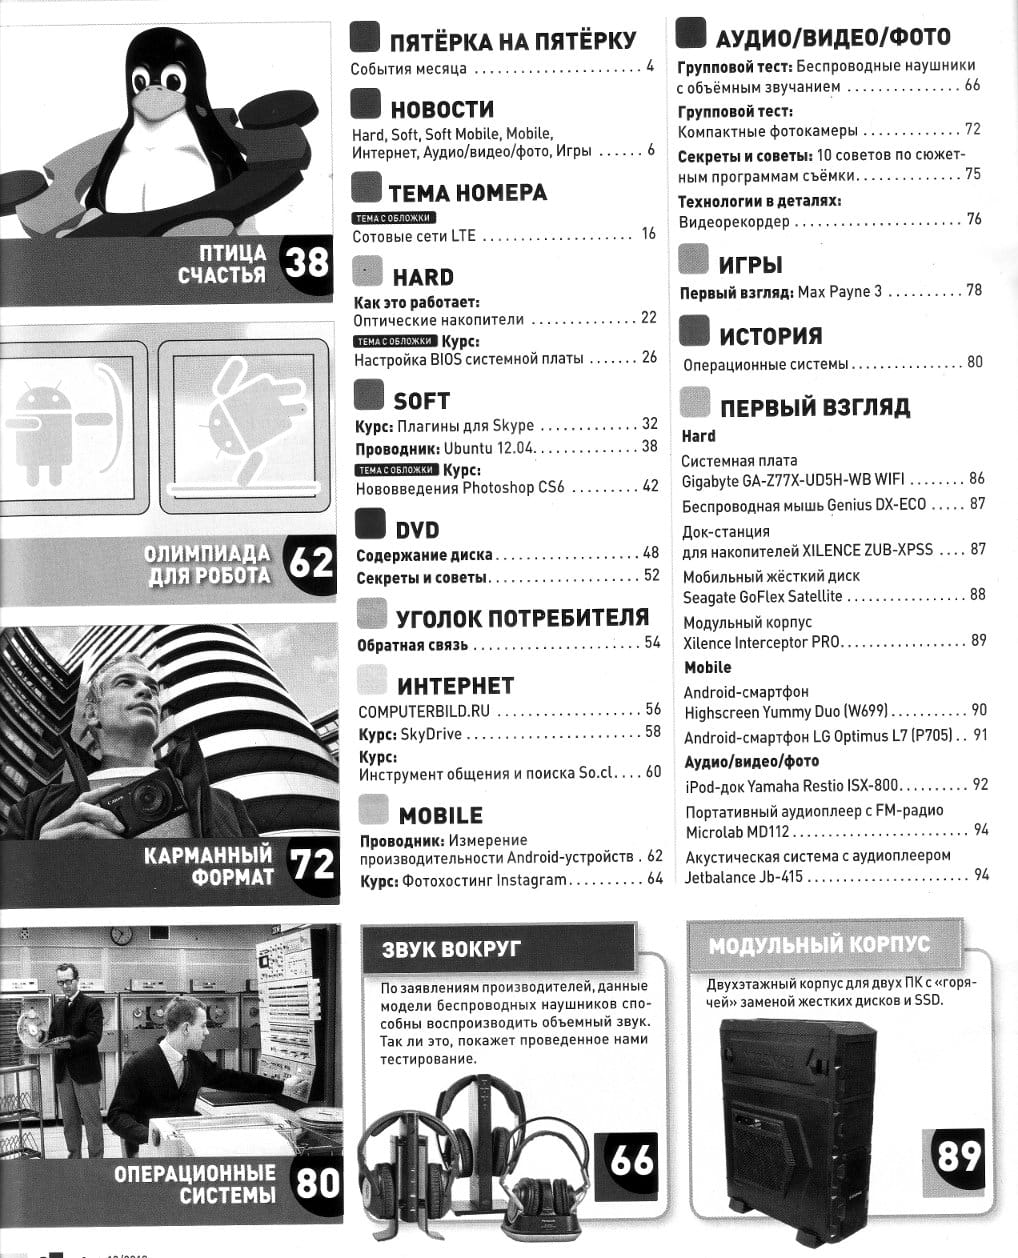 ПТИЦА
СЧАСТЬЯ
38
ОЛИМПИАДА
ДЛЯ РОБОТА
62
КАРМАННЫЙ
ФОРМАТ
72
ОПЕРАЦИОННЫЕ
СИСТЕМЫ
80
ПЯТЁРКА НА ПЯТЁРКУ
События месяца ..................... 4
НОВОСТИ
Hard, Soft, Soft Mobile, Mobile,
Интернет, Аудио/видео/фото, Игры ...... 6
ТЕМА НОМЕРА
ТЕМА С ОБЛОЖКИ
Сотовые сети LTE ................... 16
HARD
Как это работает:
Оптические накопители ............. 22
ТЕМА С ОБЛОЖКИ Курс:
Настройка BIOS системной платы ....... 26
SOFT
Курс: Плагины для Skype ............ 32
Проводник: Ubuntu 12.04............. 38
ТЕМА С ОБЛОЖКИ Курс:
Нововведения Photoshop CS6 ......... 42
DVD
Содержание диска.................. 48
Секреты и советы................... 52
УГОЛОК ПОТРЕБИТЕЛЯ
Обратная связь ..................... 54
ИНТЕРНЕТ
COMPUTERBILD.RU .................. 56
Курс: SkyDrive ...................... 58
Курс:
Инструмент общения и поиска So.cl.... 60
MOBILE
Проводник: Измерение
производительности Android-устройств . 62
Курс: Фотохостинг Instagram.......... 64
АУДИО/ВИДЕО/ФОТО
Групповой тест: Беспроводные наушники
с объёмным звучанием .............. 66
Групповой тест:
Компактные фотокамеры ............. 72
Секреты и советы: 10 советов по сюжет-
ным программам съёмки.............. 75
Технологии в деталях:
Видеорекордер ..................... 76
ИГРЫ
Первый взгляд: Max Payne 3 .......... 78
ИСТОРИЯ
Операционные системы............... 80
ПЕРВЫЙ ВЗГЛЯД
Hard
Системная плата
Gigabyte GA-Z77X-UD5H-WB WIFI ....... 86
Беспроводная мышь Genius DX-ECO ..... 87
Док-станция
для накопителей XILENCE ZUB-XPSS .... 87
Мобильный жёсткий диск
Seagate GoFlex Satellite ................ 88
Модульный корпус
Xilence Interceptor PRO................. 89
Mobile
Android-смартфон
Highscreen Yummy Duo (W699).......... 90
Android-смартфон LG Optimus L7 (P705).. 91
Аудио/видео/фото
iPod-док Yamaha Restio ISX-800......... 92
Портативный аудиоплеер с FM-радио
Microlab MD112....................... 94
Акустическая система с аудиоплеером
Jetbalance Jb-415 ..................... 94
ЗВУК ВОКРУГ
По заявлениям производителей, данные
модели беспроводных наушников спо-
собны воспроизводить объемный звук.
Так ли это, покажет проведенное нами
тестирование.
66
МОДУЛЬНЫЙ КОРПУС
Двухэтажный корпус для двух ПК с «горя-
чей» заменой жестких дисков и SSD.
89